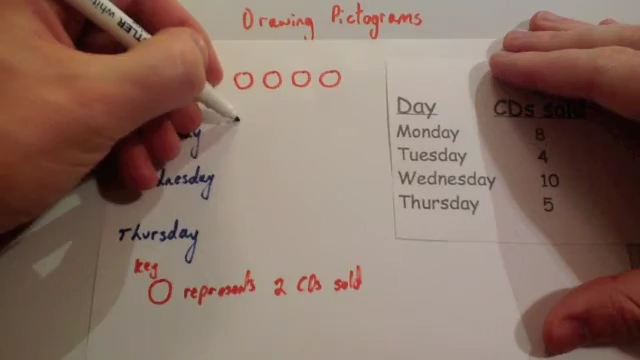 Drawing Pictograms
Thursday
key
represents 2 CDs sold
Day CDs sold
Monday 8
Tuesday 4
Wednesday 10
Thursday 5